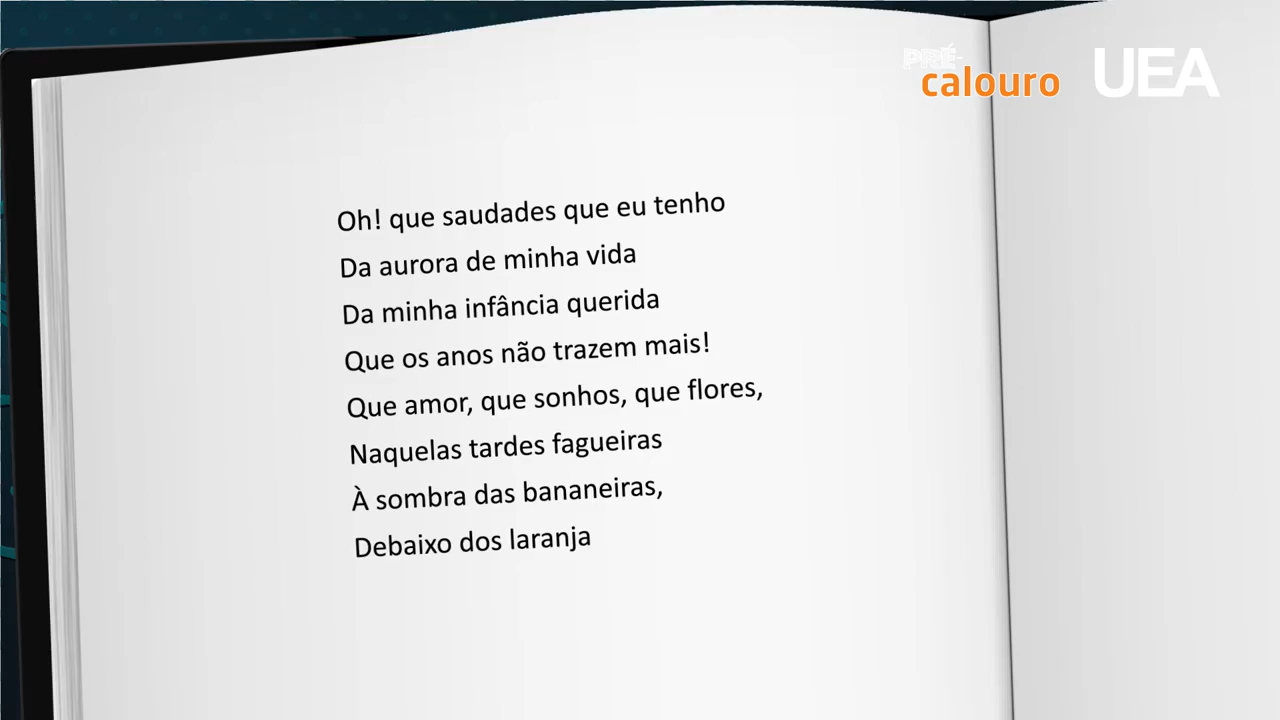 PRÉ-
calouro
UEA
Oh! que saudades que eu tenho
Da aurora de minha vida
Da minha infância querida
Que os anos não trazem mais!
Que amor, que sonhos, que flores,
Naquelas tardes fagueiras
À sombra das bananeiras,
Debaixo dos laranja